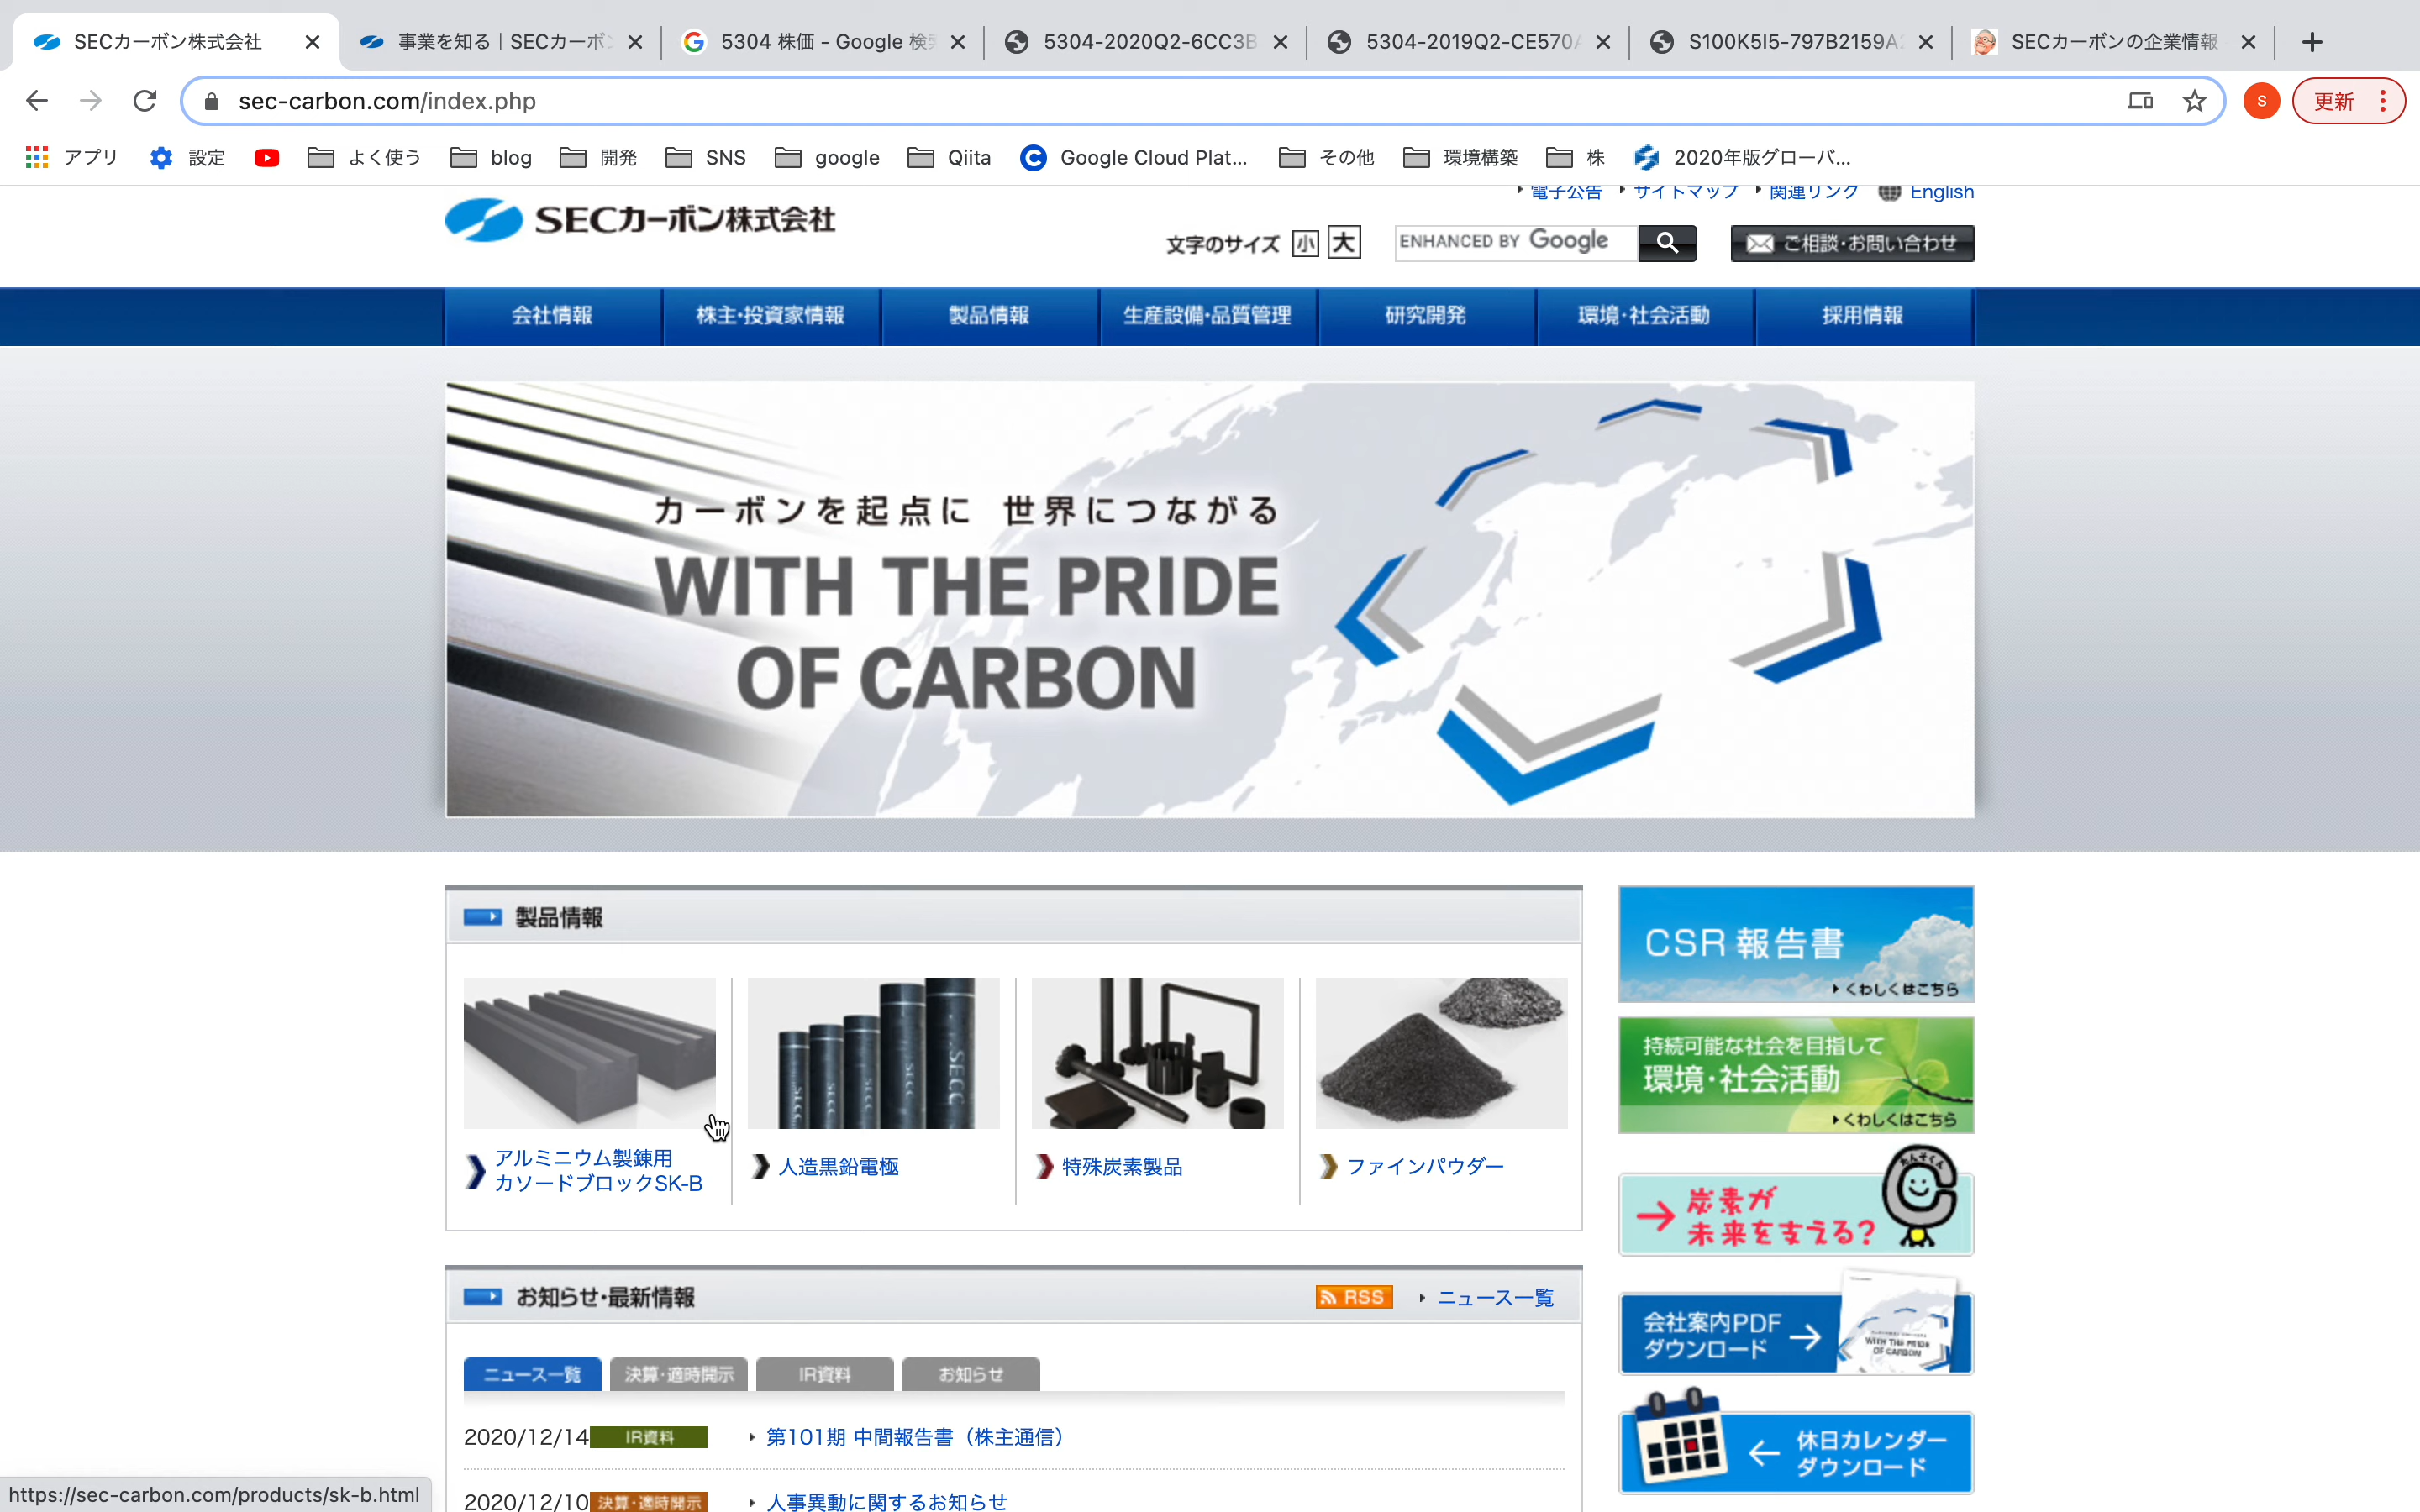 SECカーボン株式会社
事業を知る | SECカーボ
5304 株価 - Google 検
5304-2020Q2-6CC3B
5304-2019Q2-CE570
S100K5I5-797B2159A
SECカーボンの企業情報
sec-carbon.com/index.php
S
更新
アプリ
設定
よく使う
blog
開発
SNS
google
Qiita
Google Cloud Plat...
その他
環境構築
株
2020年版グローバ...
電子公告
サイトマップ
関連リンク
English
SECカーボン株式会社
文字のサイズ 小 大
ENHANCED BY Google
ご相談・お問い合わせ
会社情報
株主・投資家情報
製品情報
生産設備・品質管理
研究開発
環境・社会活動
採用情報
カーボンを起点に 世界につながる
WITH THE PRIDE
OF CARBON
製品情報
SECC SECC SECC SECC SECC
アルミニウム製錬用
カソードブロックSK-B
人造黒鉛電極
特殊炭素製品
ファインパウダー
CSR 報告書
くわしくはこちら
持続可能な社会を目指して
環境・社会活動
くわしくはこちら
たんそくん
炭素が
未来を支える?
会社案内PDF
ダウンロード
WITH THE PRIDE
OF CARBON
休日カレンダー
ダウンロード
お知らせ・最新情報
RSS
ニュース一覧
ニュース一覧
決算・適時開示
IR資料
お知らせ
2020/12/14 IR資料 第101期 中間報告書（株主通信）
2020/12/10 決算・適時開示 人事異動に関するお知らせ
https://sec-carbon.com/products/sk-b.html